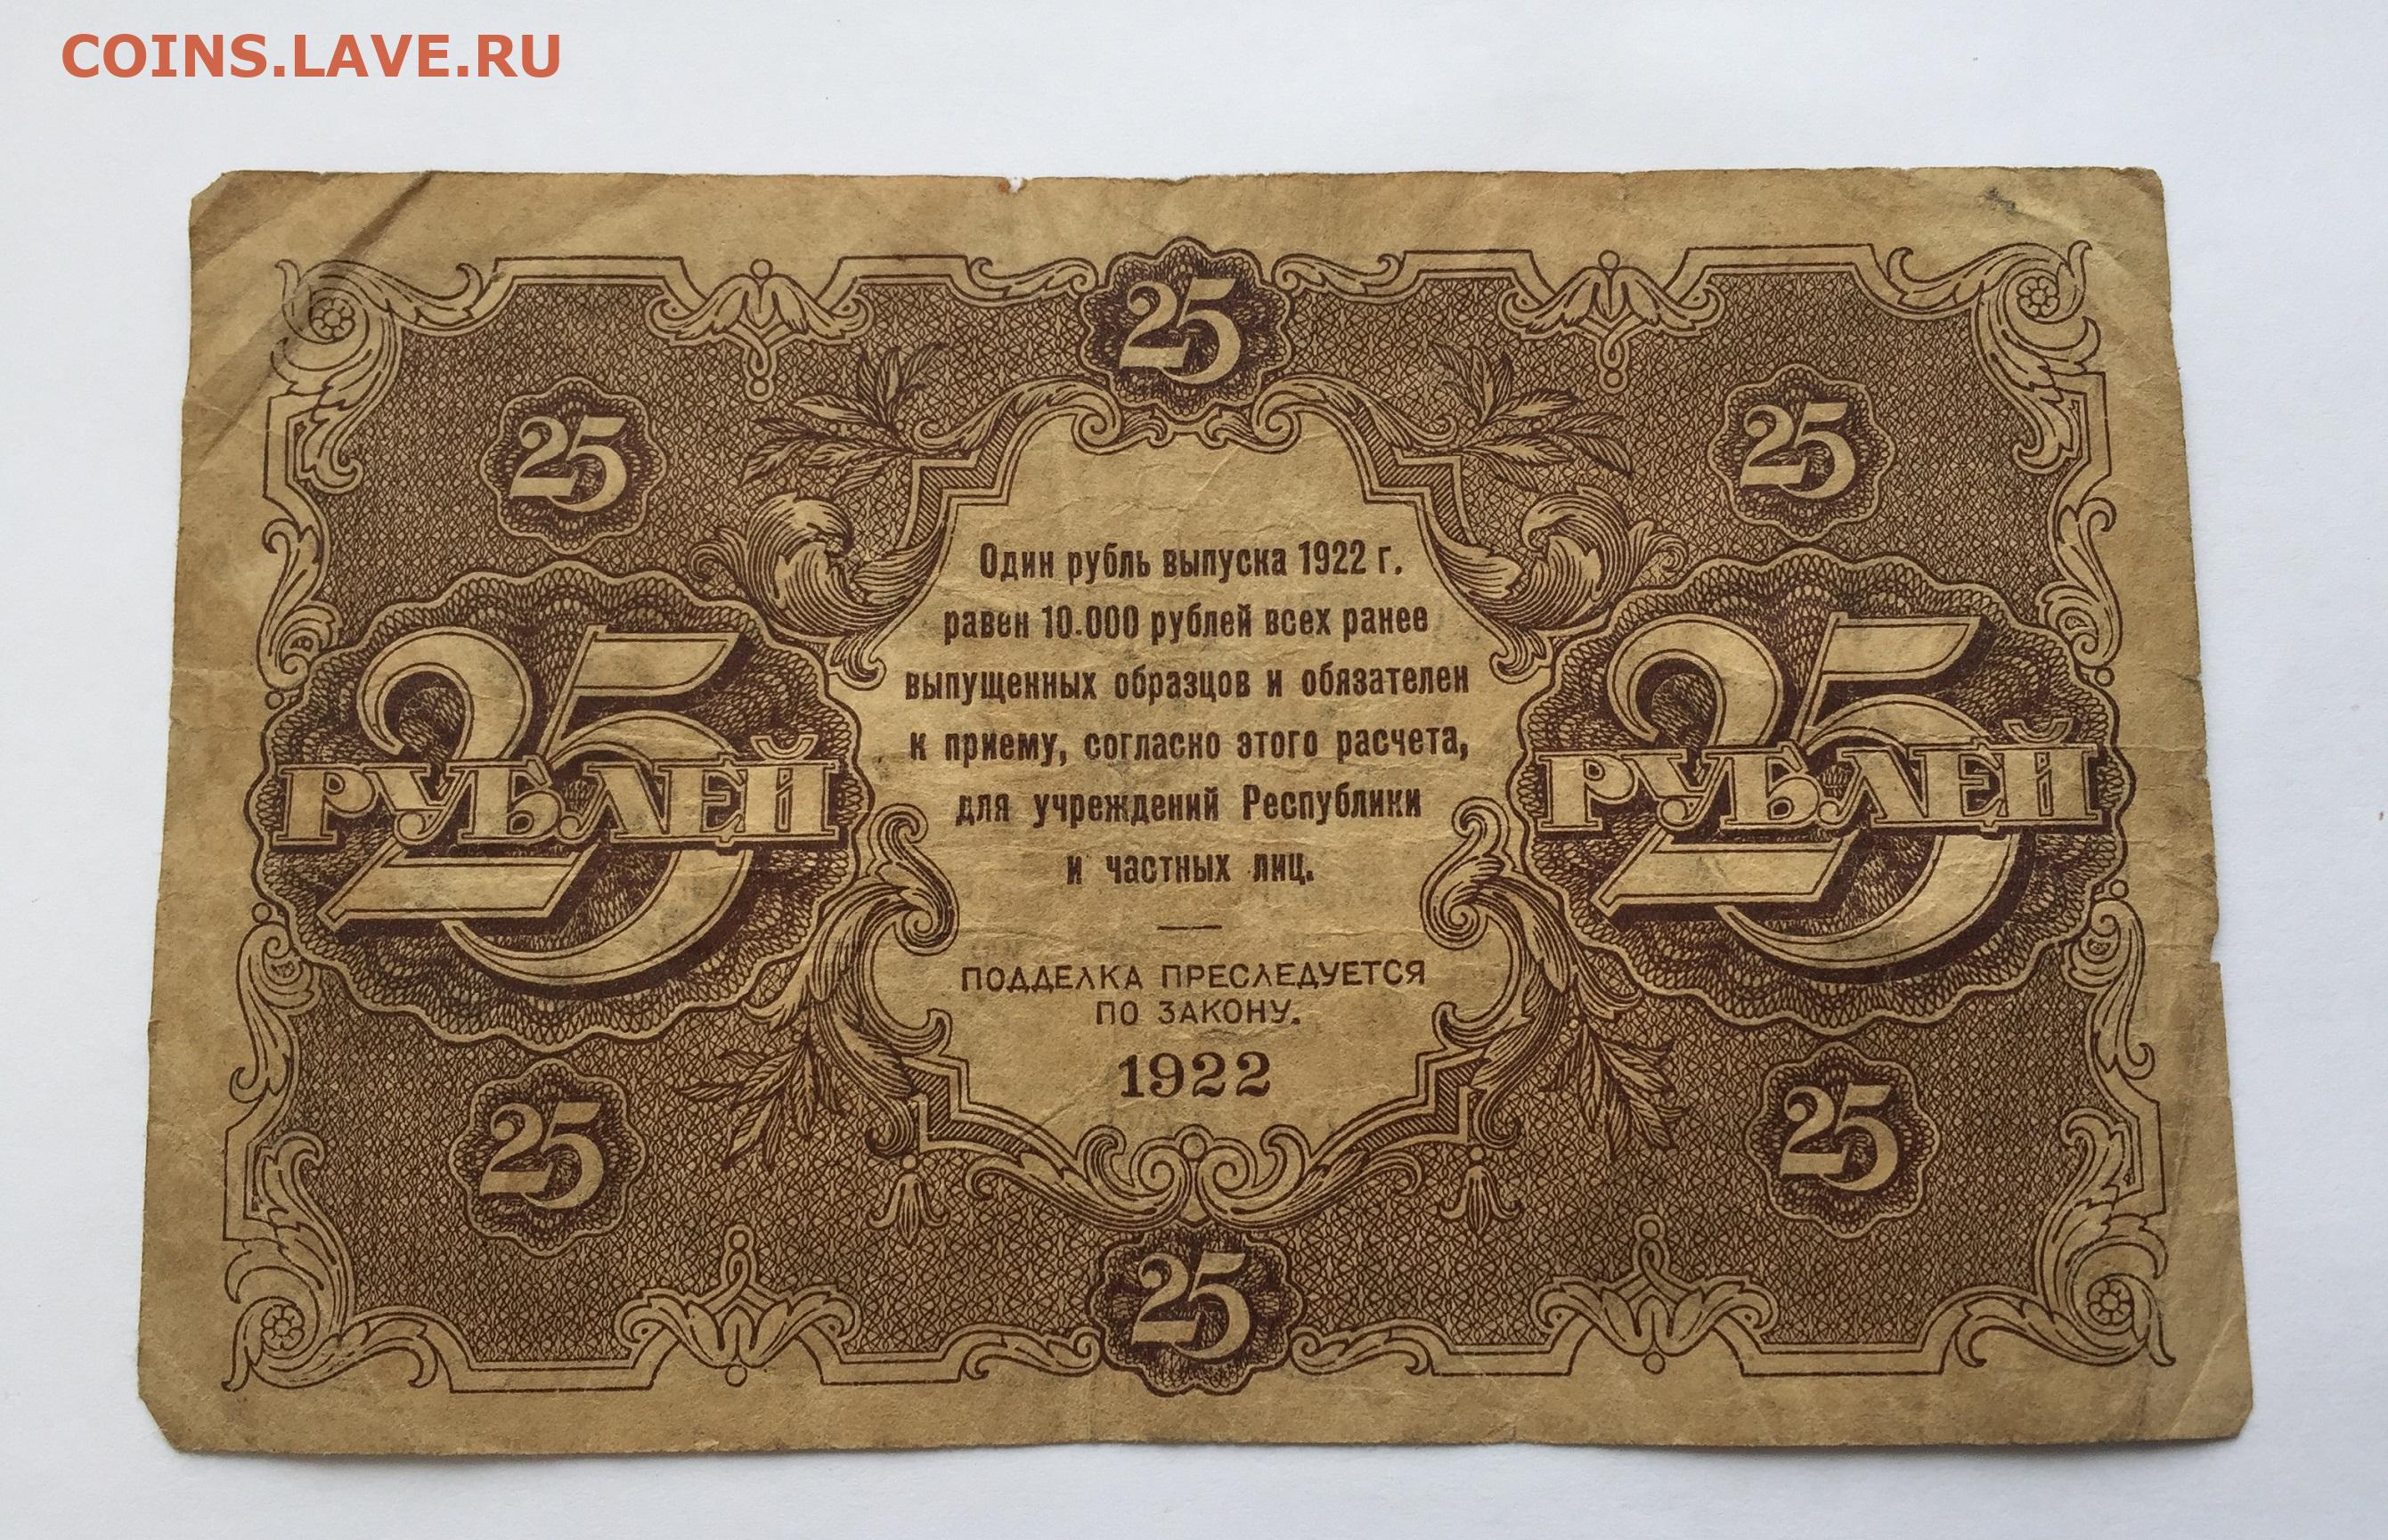 COINS.LAVE.RU
25
25
25
Один рубль выпуска 1922 г.
равен 10.000 рублей всех ранее
выпущенных образцов и обязателен
к приему, согласно этого расчета,
для учреждений Республики
и частных лиц.
25
РУБЛЕЙ
25
РУБЛЕЙ
ПОДДЕЛКА ПРЕСЛЕДУЕТСЯ
ПО ЗАКОНУ.
1922
25
25
25